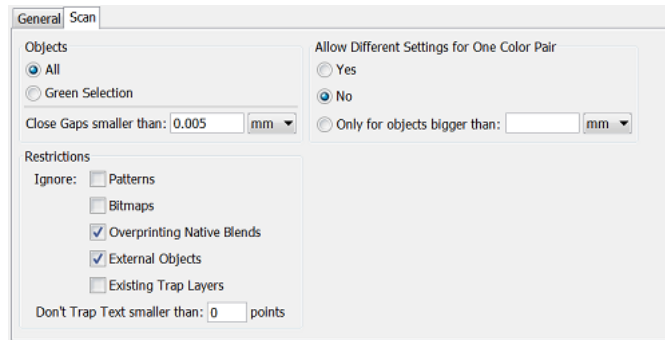 General Scan
Objects
All
Green Selection
Close Gaps smaller than: 0.005 mm
Allow Different Settings for One Color Pair
Yes
No
Only for objects bigger than: mm
Restrictions
Ignore: Patterns
Bitmaps
Overprinting Native Blends
External Objects
Existing Trap Layers
Don't Trap Text smaller than: 0 points